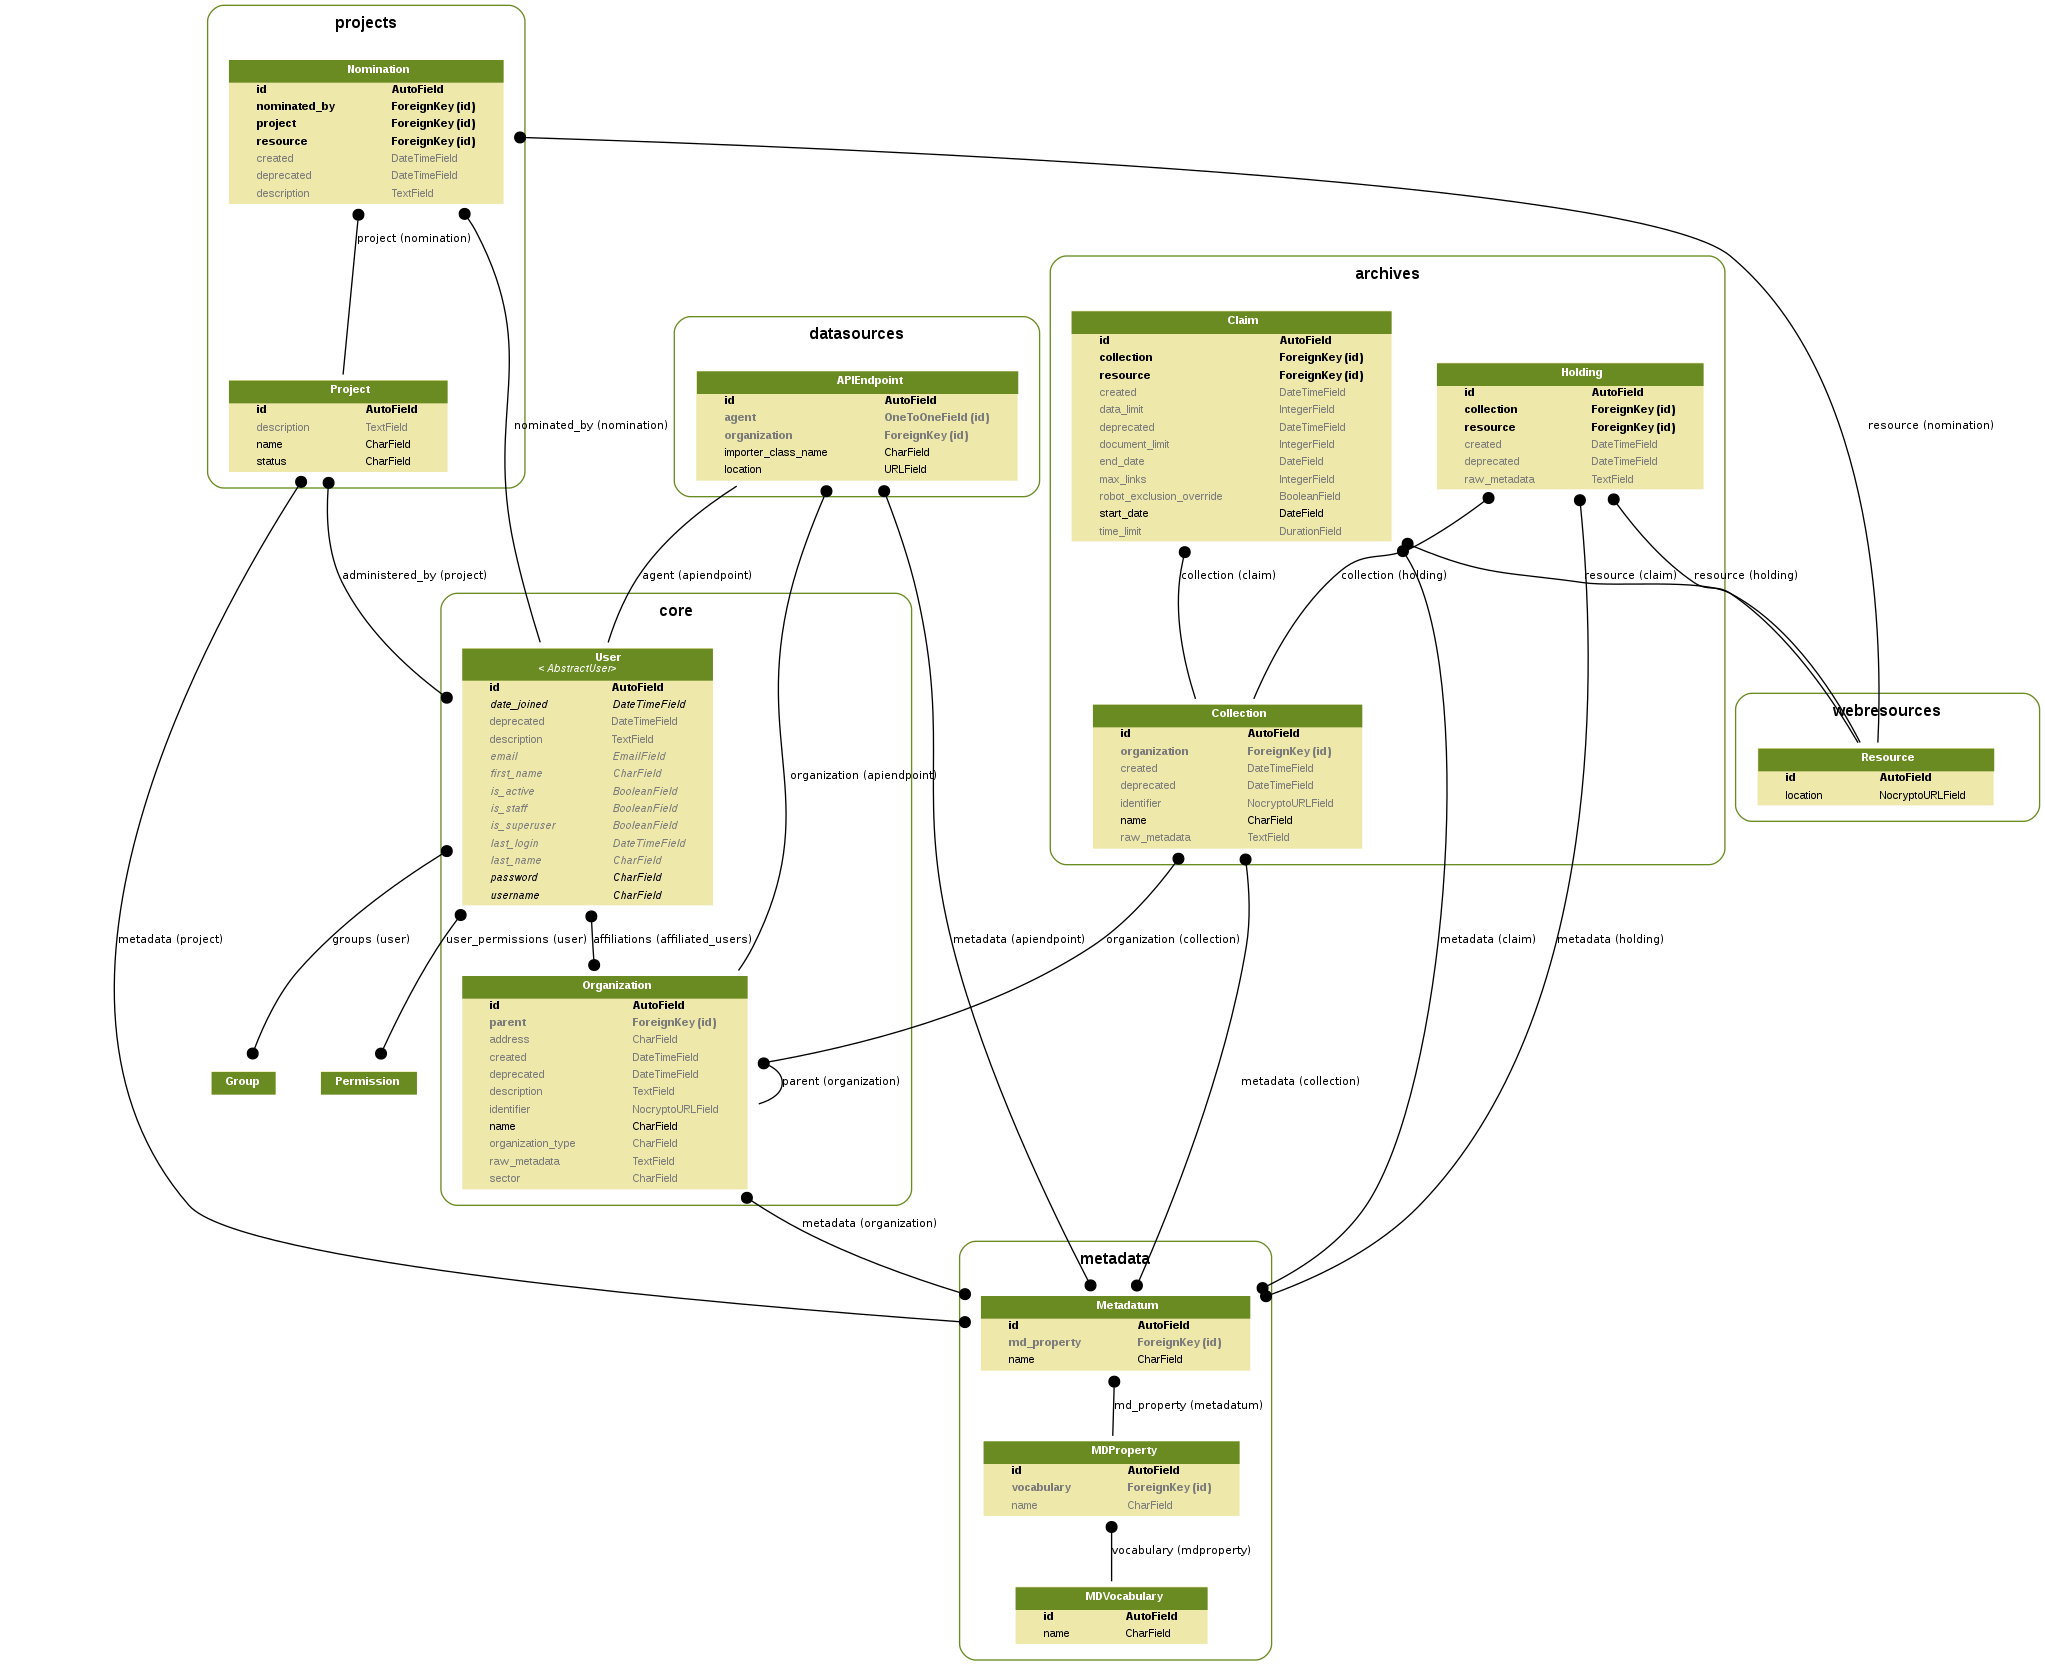 projects
Nomination
id AutoField
nominated_by ForeignKey (id)
project ForeignKey (id)
resource ForeignKey (id)
created DateTimeField
deprecated DateTimeField
description TextField
project (nomination)
Project
id AutoField
description TextField
name CharField
status CharField
nominated_by (nomination)
resource (nomination)
datasources
APIEndpoint
id AutoField
agent OneToOneField (id)
organization ForeignKey (id)
importer_class_name CharField
location URLField
archives
Claim
id AutoField
collection ForeignKey (id)
resource ForeignKey (id)
created DateTimeField
data_limit IntegerField
deprecated DateTimeField
document_limit IntegerField
end_date DateField
max_links IntegerField
robot_exclusion_override BooleanField
start_date DateField
time_limit DurationField
Holding
id AutoField
collection ForeignKey (id)
resource ForeignKey (id)
created DateTimeField
deprecated DateTimeField
raw_metadata TextField
administered_by (project)
agent (apiendpoint)
collection (claim)
collection (holding)
resource (claim)
resource (holding)
core
User
< AbstractUser>
id AutoField
date_joined DateTimeField
deprecated DateTimeField
description TextField
email EmailField
first_name CharField
is_active BooleanField
is_staff BooleanField
is_superuser BooleanField
last_login DateTimeField
last_name CharField
password CharField
username CharField
organization (apiendpoint)
Collection
id AutoField
organization ForeignKey (id)
created DateTimeField
deprecated DateTimeField
identifier NocryptoURLField
name CharField
raw_metadata TextField
webresources
Resource
id AutoField
location NocryptoURLField
metadata (project)
groups (user)
user_permissions (user)
affiliations (affiliated_users)
metadata (apiendpoint)
organization (collection)
metadata (claim)
metadata (holding)
Organization
id AutoField
parent ForeignKey (id)
address CharField
created DateTimeField
deprecated DateTimeField
description TextField
identifier NocryptoURLField
name CharField
organization_type CharField
raw_metadata TextField
sector CharField
Group
Permission
parent (organization)
metadata (collection)
metadata (organization)
metadata
Metadatum
id AutoField
md_property ForeignKey (id)
name CharField
md_property (metadatum)
MDProperty
id AutoField
vocabulary ForeignKey (id)
name CharField
vocabulary (mdproperty)
MDVocabulary
id AutoField
name CharField